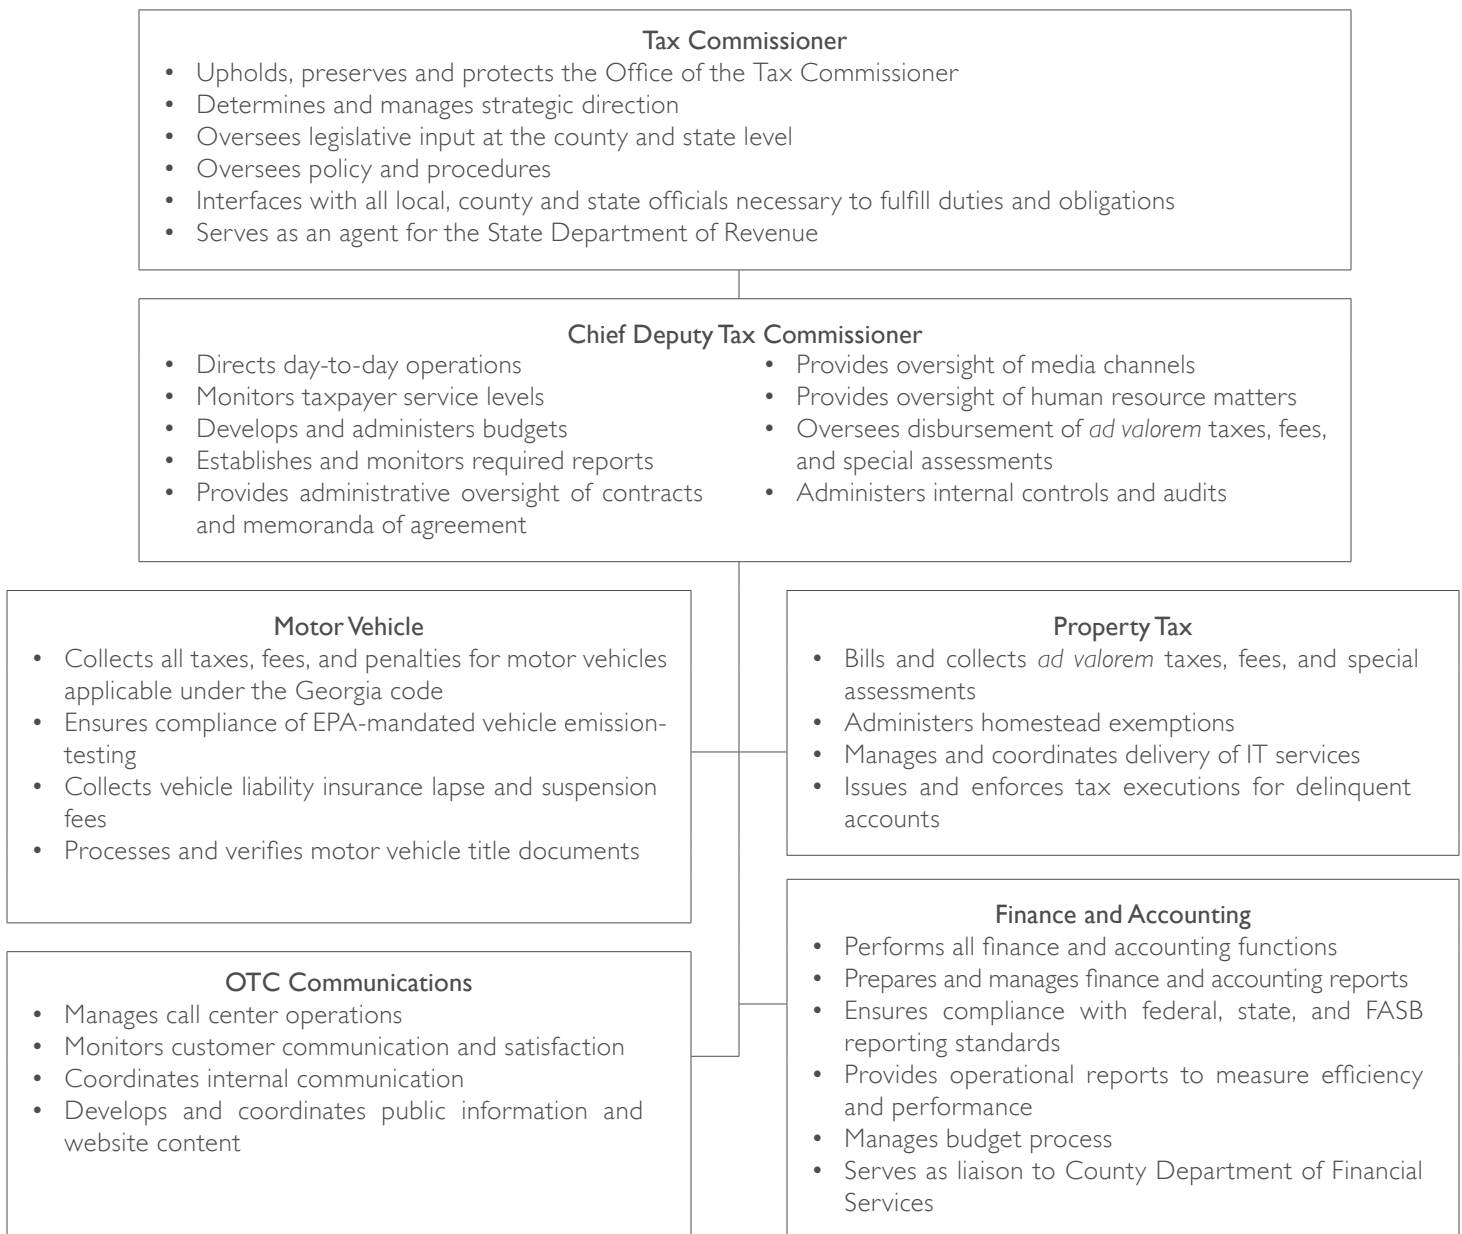 Tax Commissioner
• Upholds, preserves and protects the Office of the Tax Commissioner
• Determines and manages strategic direction
• Oversees legislative input at the county and state level
• Oversees policy and procedures
• Interfaces with all local, county and state officials necessary to fulfill duties and obligations
• Serves as an agent for the State Department of Revenue
Chief Deputy Tax Commissioner
• Directs day-to-day operations
• Monitors taxpayer service levels
• Develops and administers budgets
• Establishes and monitors required reports
• Provides administrative oversight of contracts
and memoranda of agreement
• Provides oversight of media channels
• Provides oversight of human resource matters
• Oversees disbursement of ad valorem taxes, fees,
and special assessments
• Administers internal controls and audits
Motor Vehicle
• Collects all taxes, fees, and penalties for motor vehicles
applicable under the Georgia code
• Ensures compliance of EPA-mandated vehicle emission-
testing
• Collects vehicle liability insurance lapse and suspension
fees
• Processes and verifies motor vehicle title documents
Property Tax
• Bills and collects ad valorem taxes, fees, and special
assessments
• Administers homestead exemptions
• Manages and coordinates delivery of IT services
• Issues and enforces tax executions for delinquent
accounts
OTC Communications
• Manages call center operations
• Monitors customer communication and satisfaction
• Coordinates internal communication
• Develops and coordinates public information and
website content
Finance and Accounting
• Performs all finance and accounting functions
• Prepares and manages finance and accounting reports
• Ensures compliance with federal, state, and FASB
reporting standards
• Provides operational reports to measure efficiency
and performance
• Manages budget process
• Serves as liaison to County Department of Financial
Services